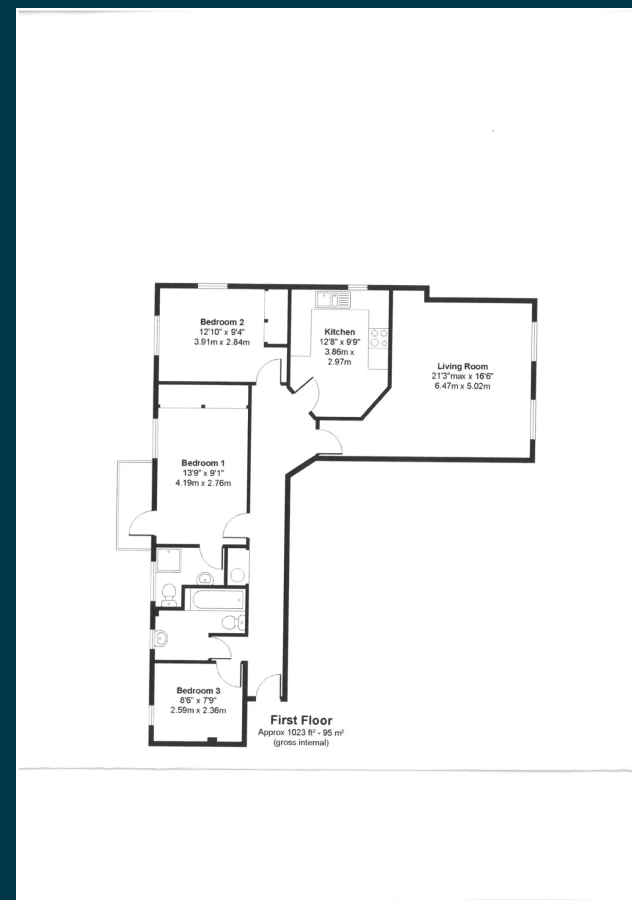 Bedroom 2
12'10" x 9'4"
3.91m x 2.84m
Kitchen
12'8" x 9'9"
3.86m x
2.97m
Living Room
21'3"max x 16'6"
6.47m x 5.02m
Bedroom 1
13'9" x 9'1"
4.19m x 2.76m
Bedroom 3
8'6" x 7'9"
2.59m x 2.36m
First Floor
Approx 1023 ft² - 95 m²
(gross internal)